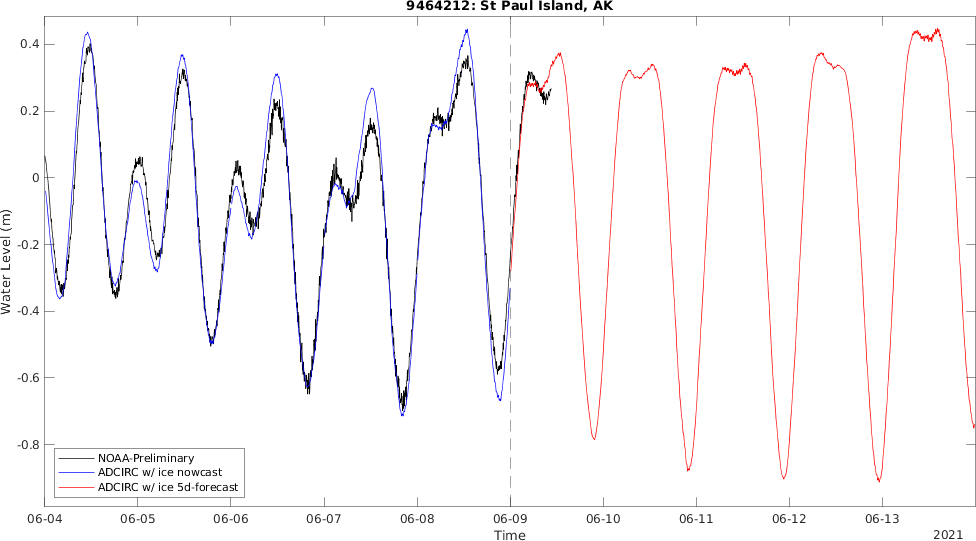 9464212: St Paul Island, AK
Water Level (m)
0.4
0.2
0
-0.2
-0.4
-0.6
-0.8
NOAA-Preliminary
ADCIRC w/ ice nowcast
ADCIRC w/ ice 5d-forecast
06-04 06-05 06-06 06-07 06-08 06-09 06-10 06-11 06-12 06-13
Time
2021